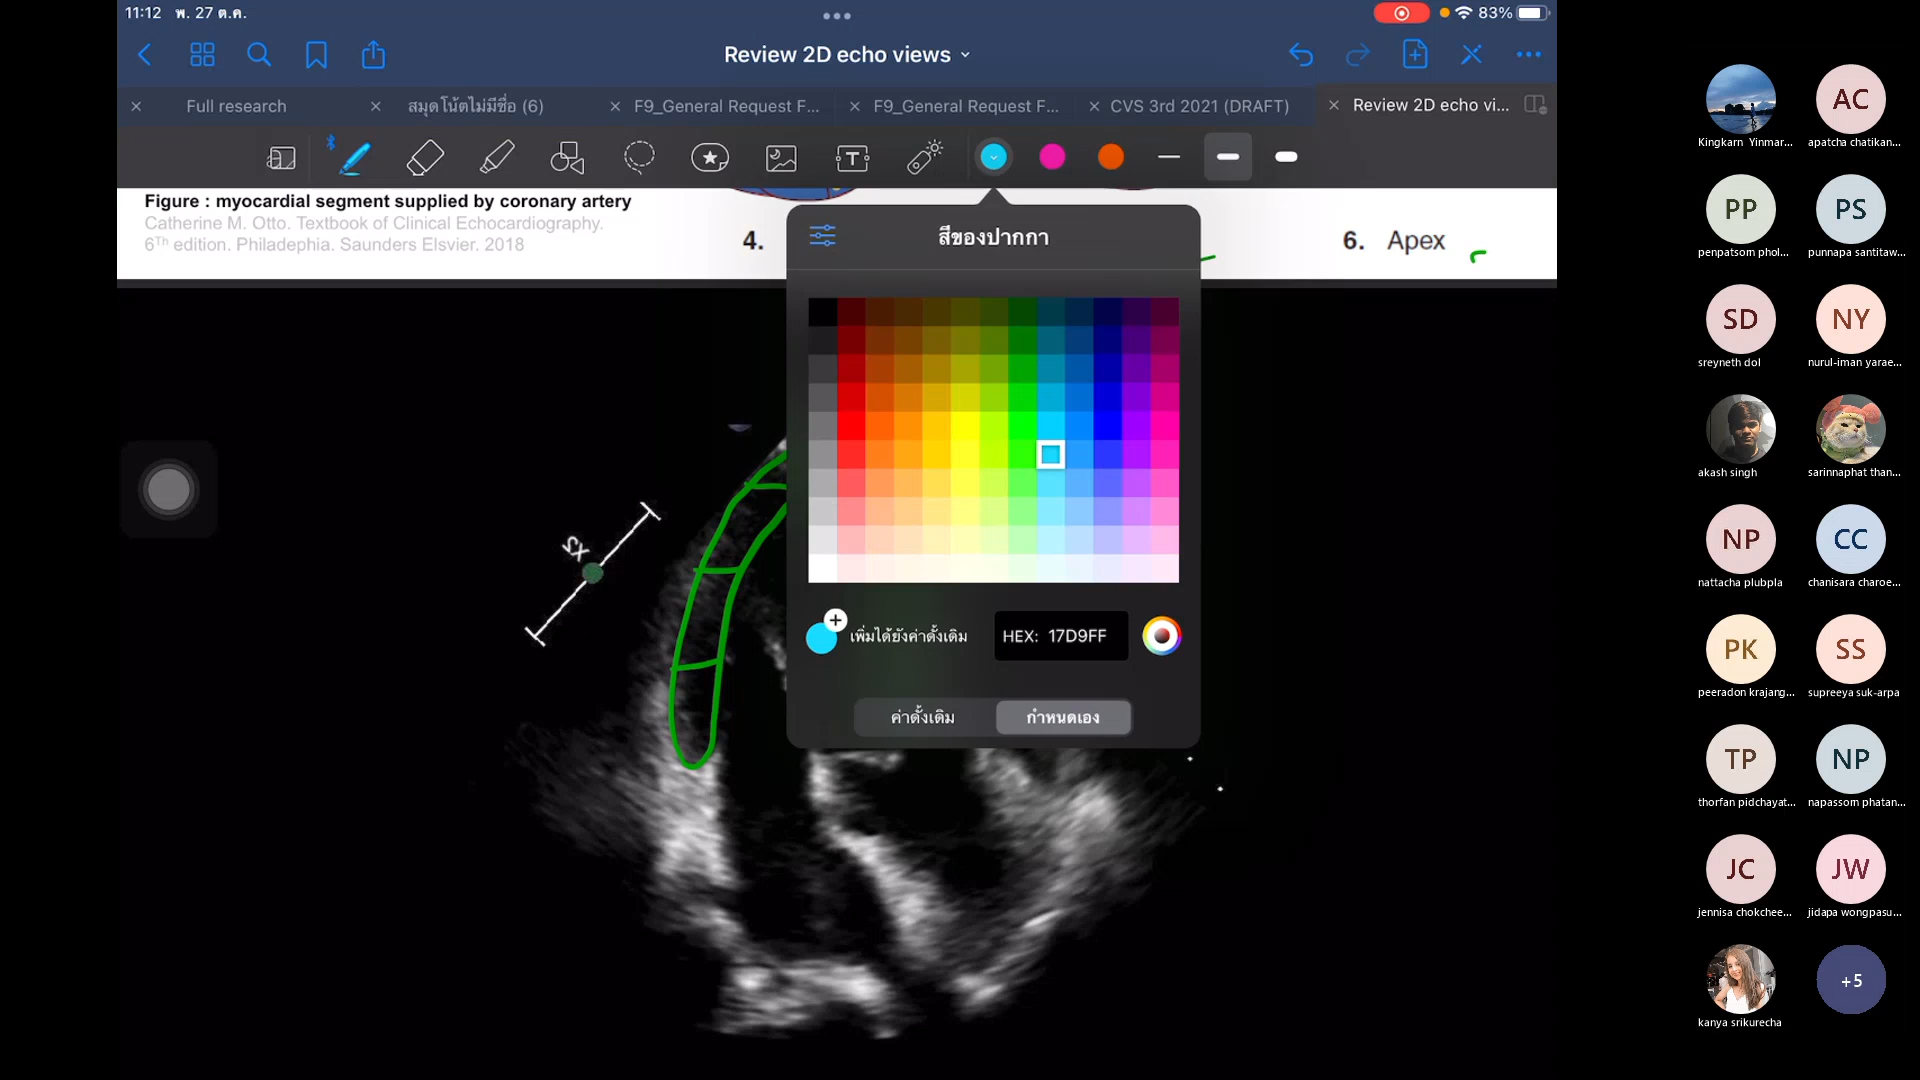 11:12 พ. 27 ต.ค.
83%
Review 2D echo views
Full research
สมุดโน้ตไม่มีชื่อ (6)
F9_General Request F...
F9_General Request F...
CVS 3rd 2021 (DRAFT)
Review 2D echo vi...
Figure : myocardial segment supplied by coronary artery
Catherine M. Otto. Textbook of Clinical Echocardiography.
6Th edition. Philadephia. Saunders Elsvier. 2018
4.
6. Apex
สีของปากกา
เพิ่มได้ยังค่าดั้งเดิม
HEX: 17D9FF
ค่าดั้งเดิม
กำหนดเอง
Kingkarn Yinmar...
AC
apatcha chatikan...
PP
penpatsorn phol...
PS
punnapa santitaw...
SD
sreyneth dol
NY
nurul-iman yarae...
akash singh
sarinnaphat than...
NP
nattacha plubpla
CC
chanisara charoe...
PK
peeradon krajang...
SS
supreeya suk-arpa
TP
thorfan pidchayat...
NP
napassorn phatan...
JC
jennisa chokchee...
JW
jidapa wongpasu...
kanya srikurecha
+5